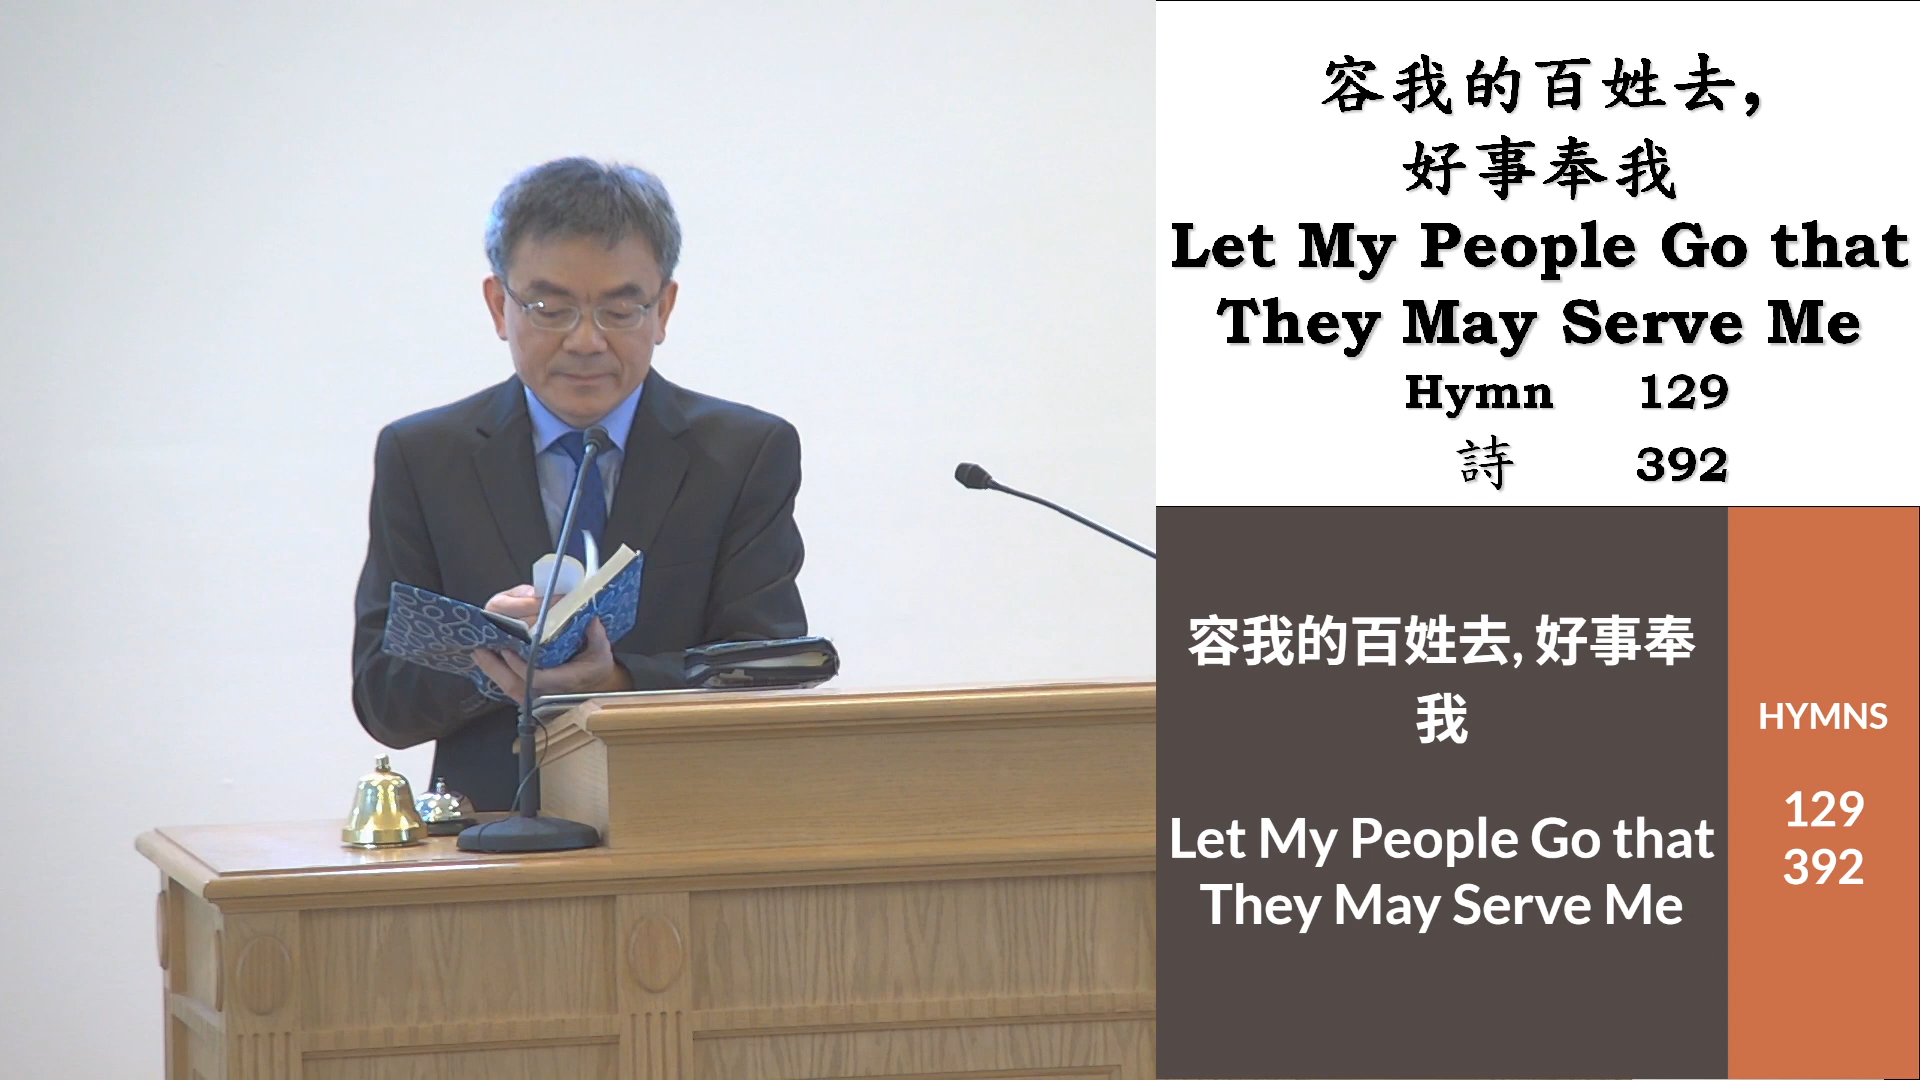 容我的百姓去,
好事奉我
Let My People Go that
They May Serve Me
Hymn 129
詩 392
容我的百姓去, 好事奉
我
Let My People Go that
They May Serve Me
HYMNS
129
392